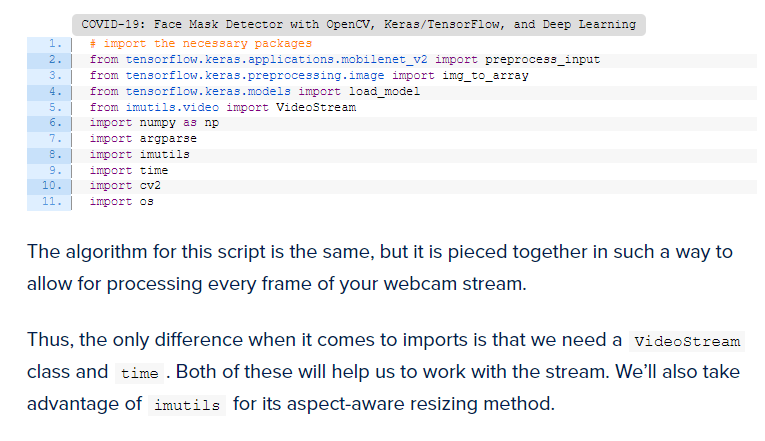 COVID-19: Face Mask Detector with OpenCV, Keras/TensorFlow, and Deep Learning
1. # import the necessary packages
2. from tensorflow.keras.applications.mobilenet_v2 import preprocess_input
3. from tensorflow.keras.preprocessing.image import img_to_array
4. from tensorflow.keras.models import load_model
5. from imutils.video import VideoStream
6. import numpy as np
7. import argparse
8. import imutils
9. import time
10. import cv2
11. import os
The algorithm for this script is the same, but it is pieced together in such a way to
allow for processing every frame of your webcam stream.
Thus, the only difference when it comes to imports is that we need a VideoStream
class and time . Both of these will help us to work with the stream. We’ll also take
advantage of imutils for its aspect-aware resizing method.